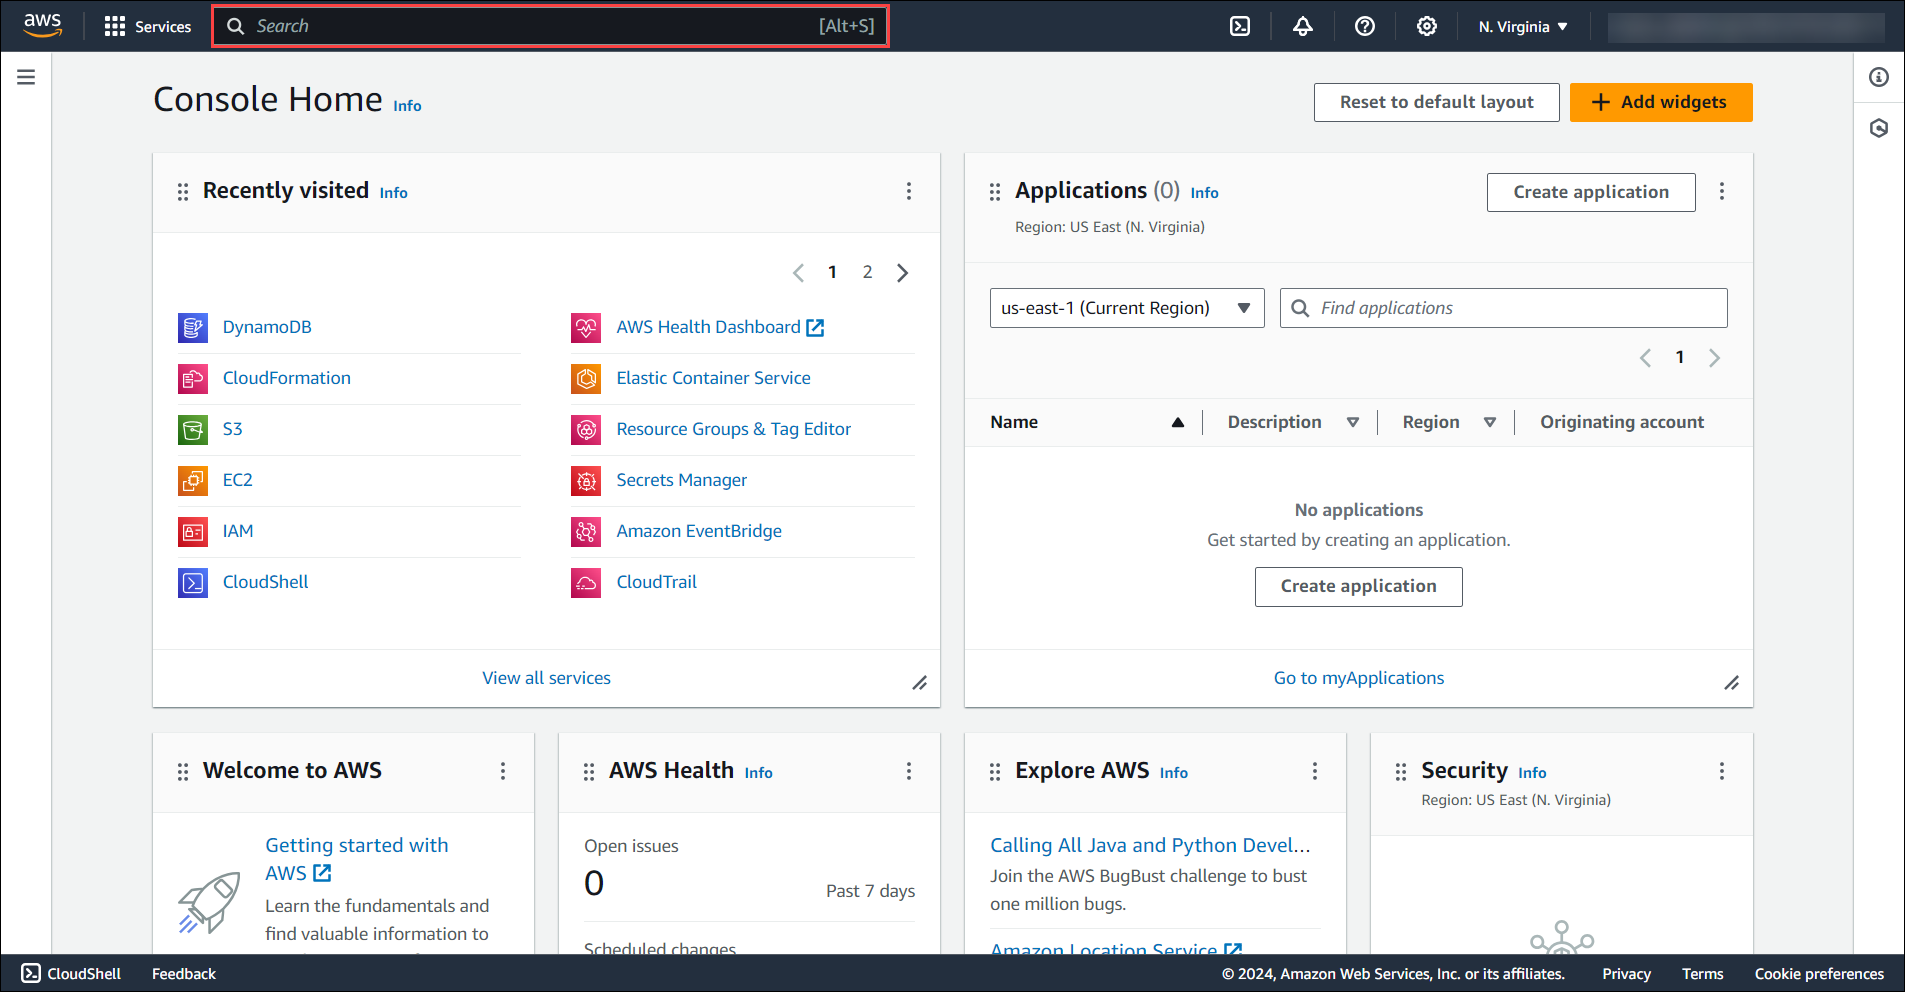 aws
Services
Search
[Alt+S]
N. Virginia
Console Home Info
Reset to default layout
Add widgets
Recently visited Info
1 2
DynamoDB
CloudFormation
S3
EC2
IAM
CloudShell
AWS Health Dashboard
Elastic Container Service
Resource Groups & Tag Editor
Secrets Manager
Amazon EventBridge
CloudTrail
View all services
Applications (0) Info
Region: US East (N. Virginia)
Create application
us-east-1 (Current Region)
Find applications
1
Name Description Region Originating account
No applications
Get started by creating an application.
Create application
Go to myApplications
Welcome to AWS
Getting started with
AWS
Learn the fundamentals and
find valuable information to
AWS Health Info
Open issues
0
Past 7 days
Scheduled changes
Explore AWS Info
Calling All Java and Python Devel...
Join the AWS BugBust challenge to bust
one million bugs.
Amazon Location Service
Security Info
Region: US East (N. Virginia)
CloudShell
Feedback
© 2024, Amazon Web Services, Inc. or its affiliates.
Privacy
Terms
Cookie preferences